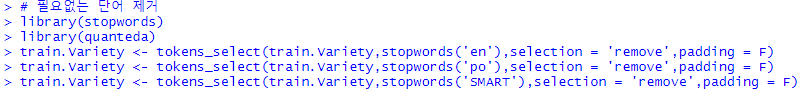 > # 필요없는 단어 제거
> library(stopwords)
> library(quanteda)
> train.Variety <- tokens_select(train.Variety,stopwords('en'),selection = 'remove',padding = F)
> train.Variety <- tokens_select(train.Variety,stopwords('po'),selection = 'remove',padding = F)
> train.Variety <- tokens_select(train.Variety,stopwords('SMART'),selection = 'remove',padding = F)